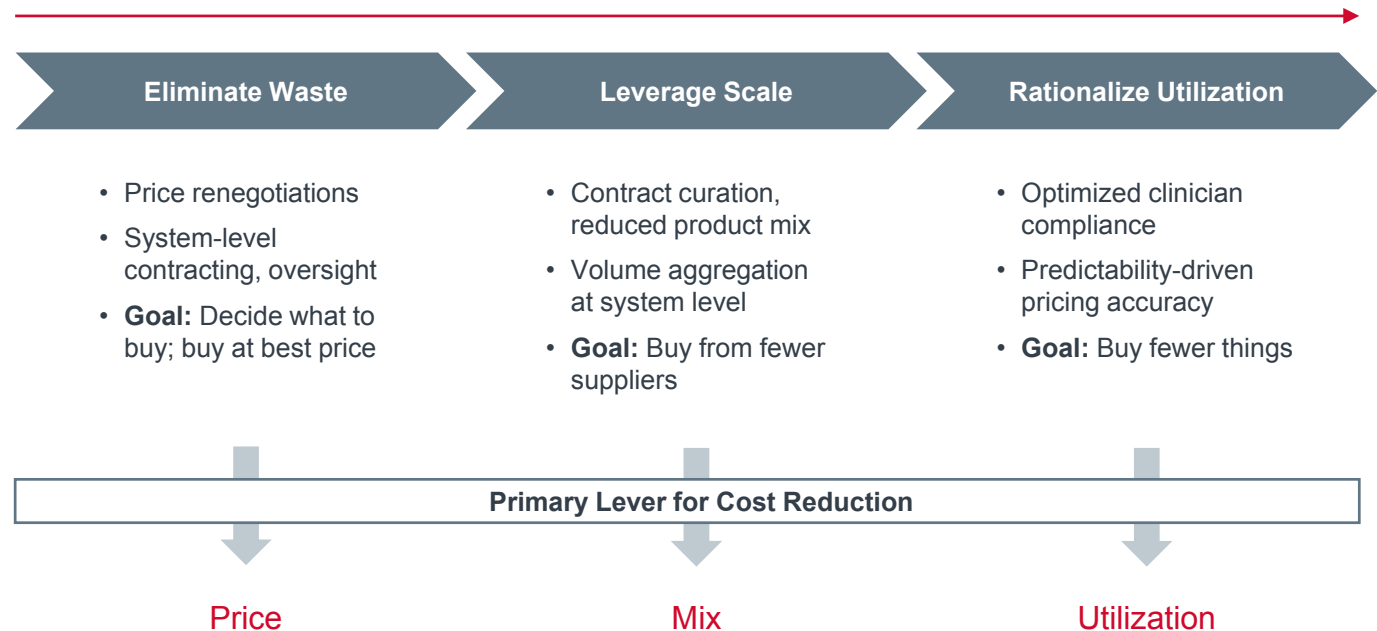 Eliminate Waste
Leverage Scale
Rationalize Utilization
• Price renegotiations
• System-level
contracting, oversight
• Goal: Decide what to
buy; buy at best price
• Contract curation,
reduced product mix
• Volume aggregation
at system level
• Goal: Buy from fewer
suppliers
• Optimized clinician
compliance
• Predictability-driven
pricing accuracy
• Goal: Buy fewer things
Primary Lever for Cost Reduction
Price
Mix
Utilization